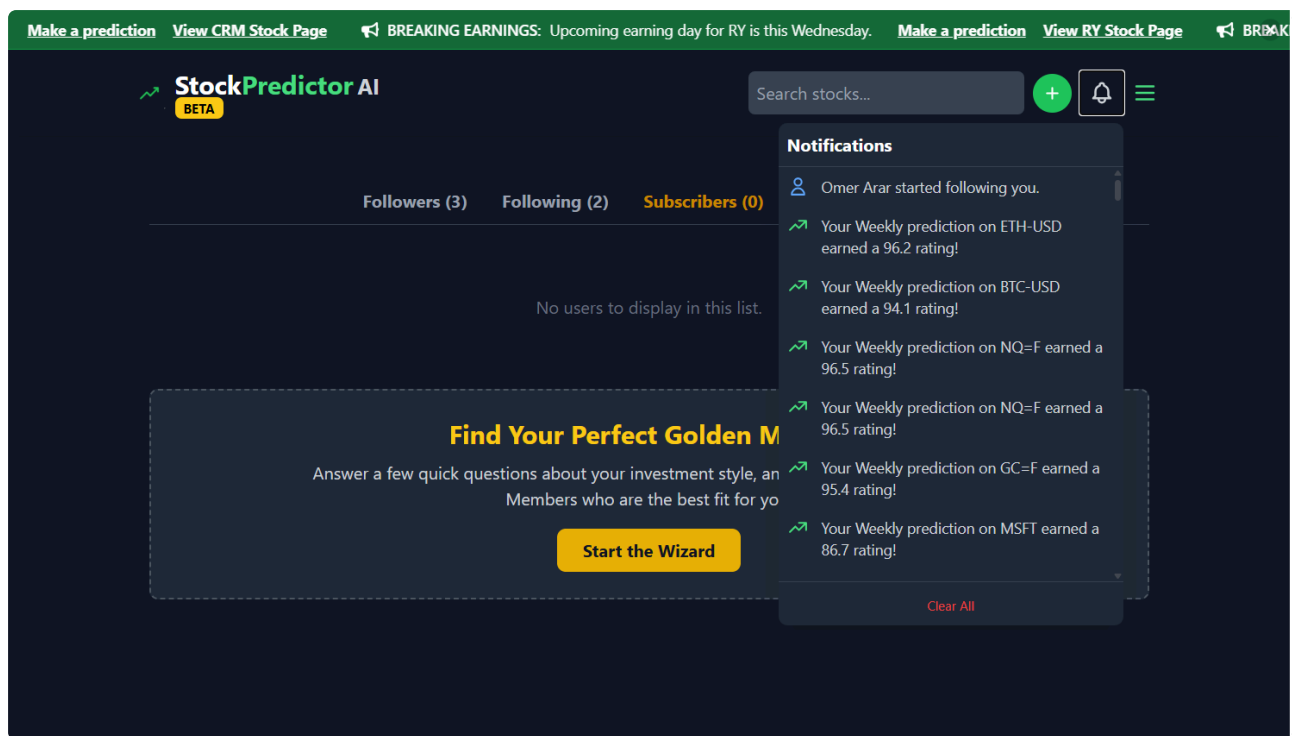 Make a prediction View CRM Stock Page BREAKING EARNINGS: Upcoming earning day for RY is this Wednesday. Make a prediction View RY Stock Page
StockPredictor AI
BETA
Search stocks...
+
Notifications
Omer Arar started following you.
Your Weekly prediction on ETH-USD
earned a 96.2 rating!
Your Weekly prediction on BTC-USD
earned a 94.1 rating!
Your Weekly prediction on NQ=F earned a
96.5 rating!
Your Weekly prediction on NQ=F earned a
96.5 rating!
Your Weekly prediction on GC=F earned a
95.4 rating!
Your Weekly prediction on MSFT earned a
86.7 rating!
Clear All
Followers (3) Following (2) Subscribers (0)
No users to display in this list.
Find Your Perfect Golden M
Answer a few quick questions about your investment style, an
Members who are the best fit for yo
Start the Wizard